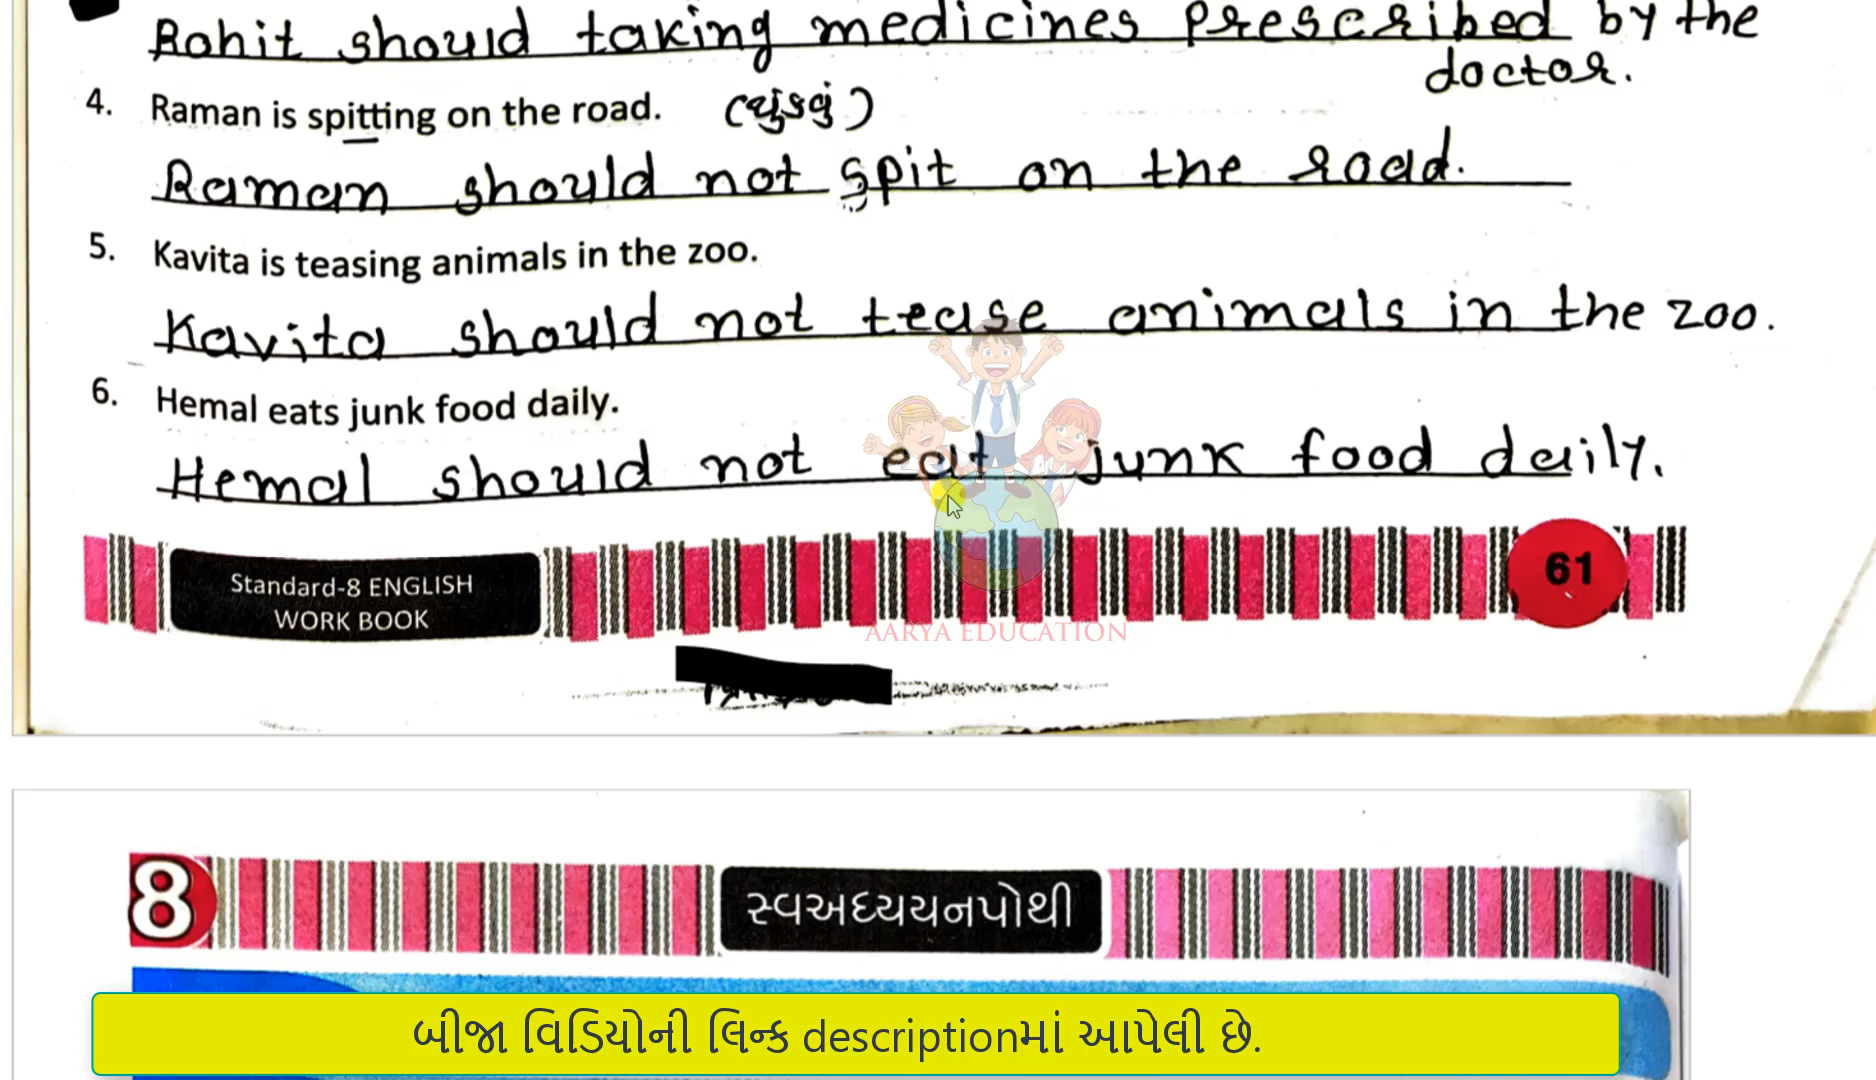 Rohit should taking medicines prescribed by the
doctor.
4. Raman is spitting on the road. (થુંકવું)
Raman should not spit on the road.
5. Kavita is teasing animals in the zoo.
Kavita should not tease animals in the zoo.
6. Hemal eats junk food daily.
Hemal should not eat junk food daily.
Standard-8 ENGLISH
WORK BOOK
61
AARYA EDUCATION
8
સ્વઅધ્યયનપોથી
બીજા વિડિયોની લિન્ક descriptionમાં આપેલી છે.